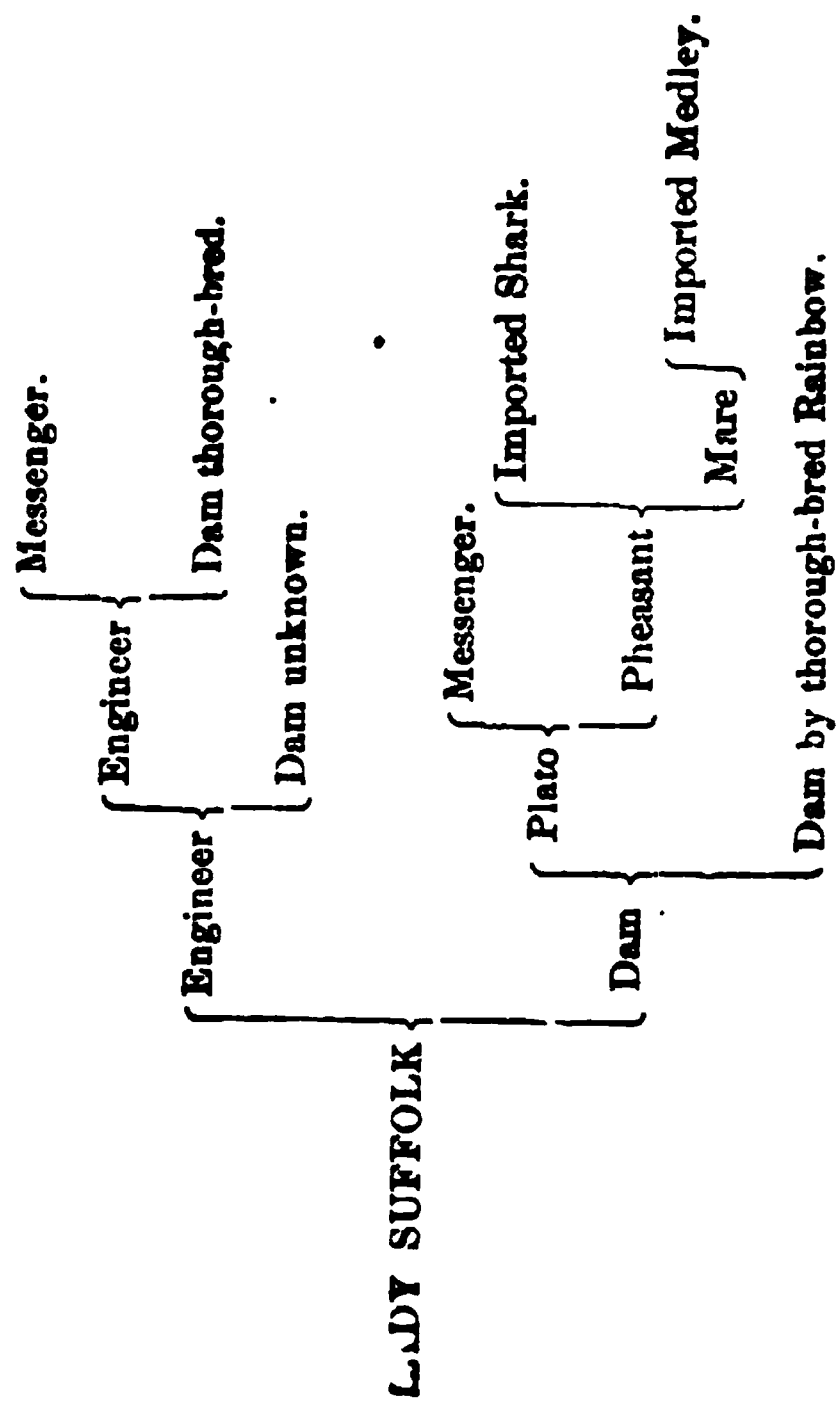 LADY SUFFOLK
Engineer
Engineer
Messenger.
Dam thorough-bred.
Dam unknown.
Dam
Plato
Messenger.
Pheasant
Imported Shark.
Mare
Imported Medley.
Dam by thorough-bred Rainbow.